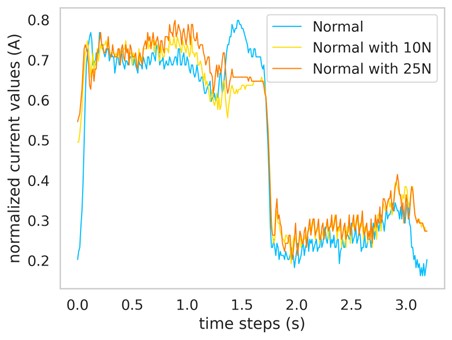 normalized current values (A)
0.8
0.7
0.6
0.5
0.4
0.3
0.2
Normal
Normal with 10N
Normal with 25N
0.0 0.5 1.0 1.5 2.0 2.5 3.0
time steps (s)